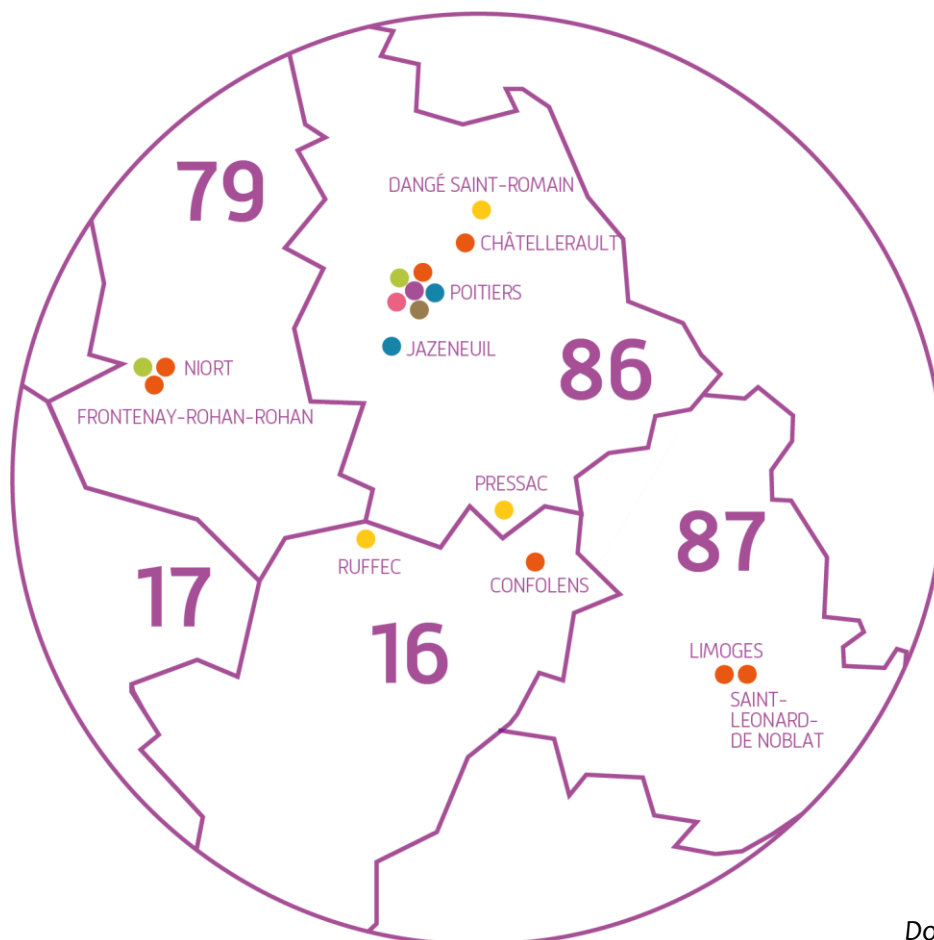 79
DANGÉ SAINT-ROMAIN
CHÂTELLERAULT
POITIERS
JAZENEUIL
86
NIORT
FRONTENAY-ROHAN-ROHAN
PRESSAC
87
RUFFEC
CONFOLENS
17
16
LIMOGES
SAINT-
LEONARD-
DE NOBLAT
Do